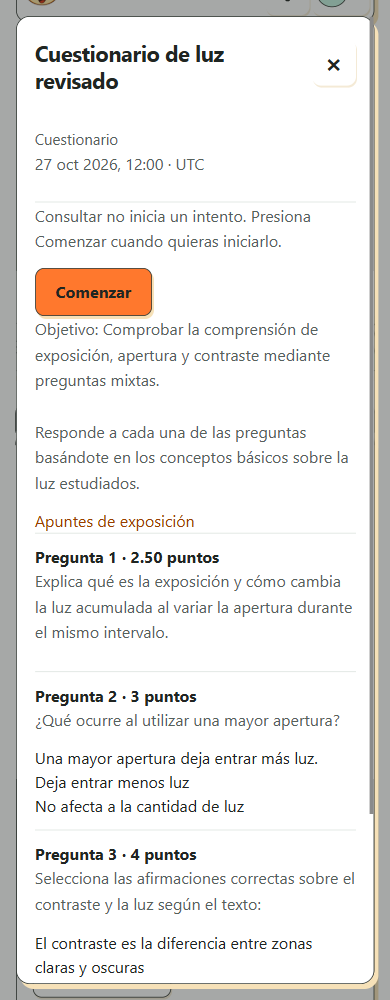 Cuestionario de luz
revisado
Cuestionario
27 oct 2026, 12:00 · UTC
Consultar no inicia un intento. Presiona
Comenzar cuando quieras iniciarlo.
Comenzar
Objetivo: Comprobar la comprensión de
exposición, apertura y contraste mediante
preguntas mixtas.
Responde a cada una de las preguntas
basándote en los conceptos básicos sobre la
luz estudiados.
Apuntes de exposición
Pregunta 1 · 2.50 puntos
Explica qué es la exposición y cómo cambia
la luz acumulada al variar la apertura durante
el mismo intervalo.
Pregunta 2 · 3 puntos
¿Qué ocurre al utilizar una mayor apertura?
Una mayor apertura deja entrar más luz.
Deja entrar menos luz
No afecta a la cantidad de luz
Pregunta 3 · 4 puntos
Selecciona las afirmaciones correctas sobre el
contraste y la luz según el texto:
El contraste es la diferencia entre zonas
claras y oscuras